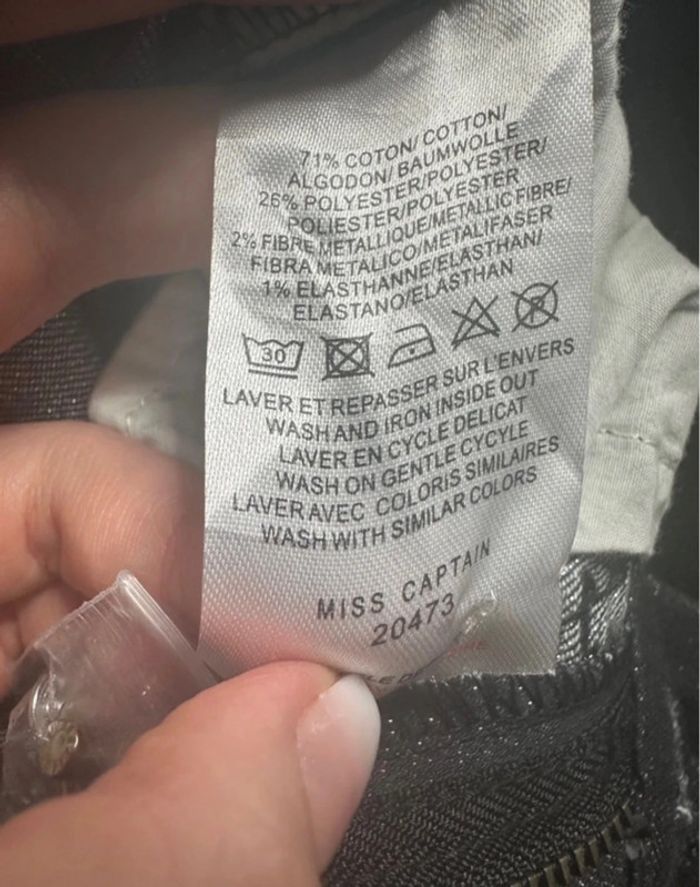 71% COTON/ COTTON/
ALGODON/ BAUMWOLLE
26% POLYESTER/POLYESTER/
POLIESTER/POLYESTER
2% FIBRE METALLIQUE/METALLIC FIBRE/
FIBRA METALICO/METALIFASER
1% ELASTHANNE/ELASTHAN/
ELASTANO/ELASTHAN
30
P
LAVER ET REPASSER SUR L'ENVERS
WASH AND IRON INSIDE OUT
LAVER EN CYCLE DELICAT
WASH ON GENTLE CYCYLE
LAVER AVEC COLORIS SIMILAIRES
WASH WITH SIMILAR COLORS
MISS CAPTAIN
20473